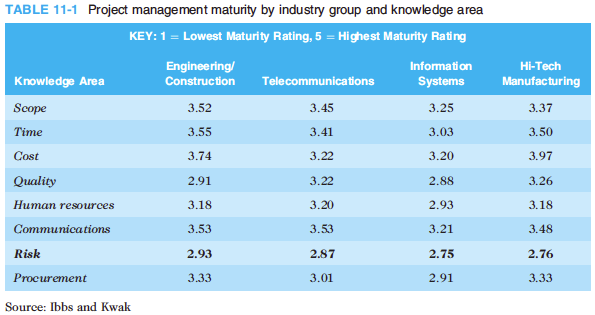 TABLE 11-1 Project management maturity by industry group and knowledge area
KEY: 1 = Lowest Maturity Rating, 5 = Highest Maturity Rating
Knowledge Area Engineering/ Construction Telecommunications Information Systems Hi-Tech Manufacturing
Scope 3.52 3.45 3.25 3.37
Time 3.55 3.41 3.03 3.50
Cost 3.74 3.22 3.20 3.97
Quality 2.91 3.22 2.88 3.26
Human resources 3.18 3.20 2.93 3.18
Communications 3.53 3.53 3.21 3.48
Risk 2.93 2.87 2.75 2.76
Procurement 3.33 3.01 2.91 3.33
Source: Ibbs and Kwak